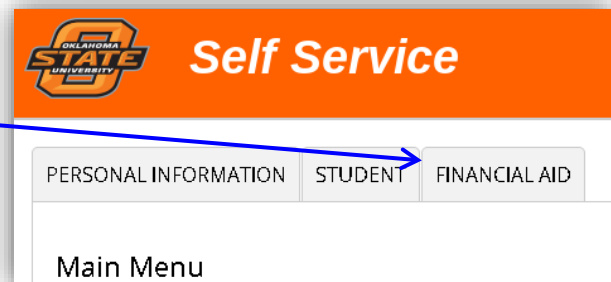 OKLAHOMA
STATE
UNIVERSITY
Self Service
PERSONAL INFORMATION STUDENT FINANCIAL AID
Main Menu